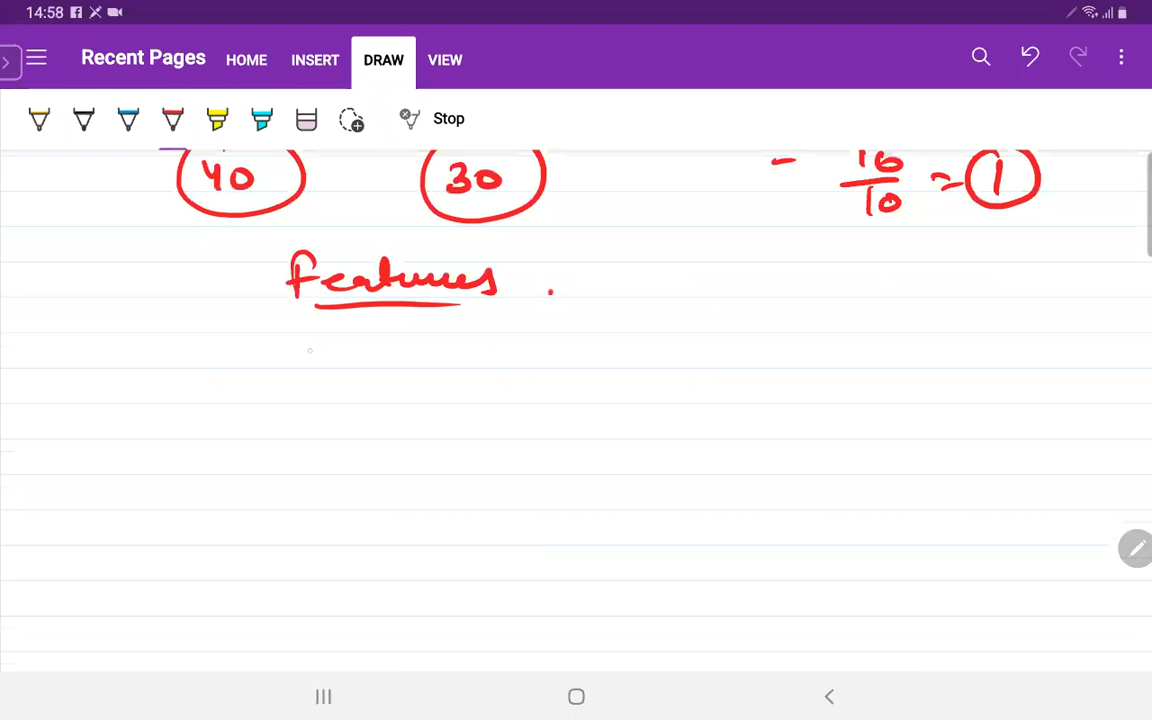 14:58
Recent Pages HOME INSERT DRAW VIEW
Stop
40 30 - 10/10 = 1
Features .